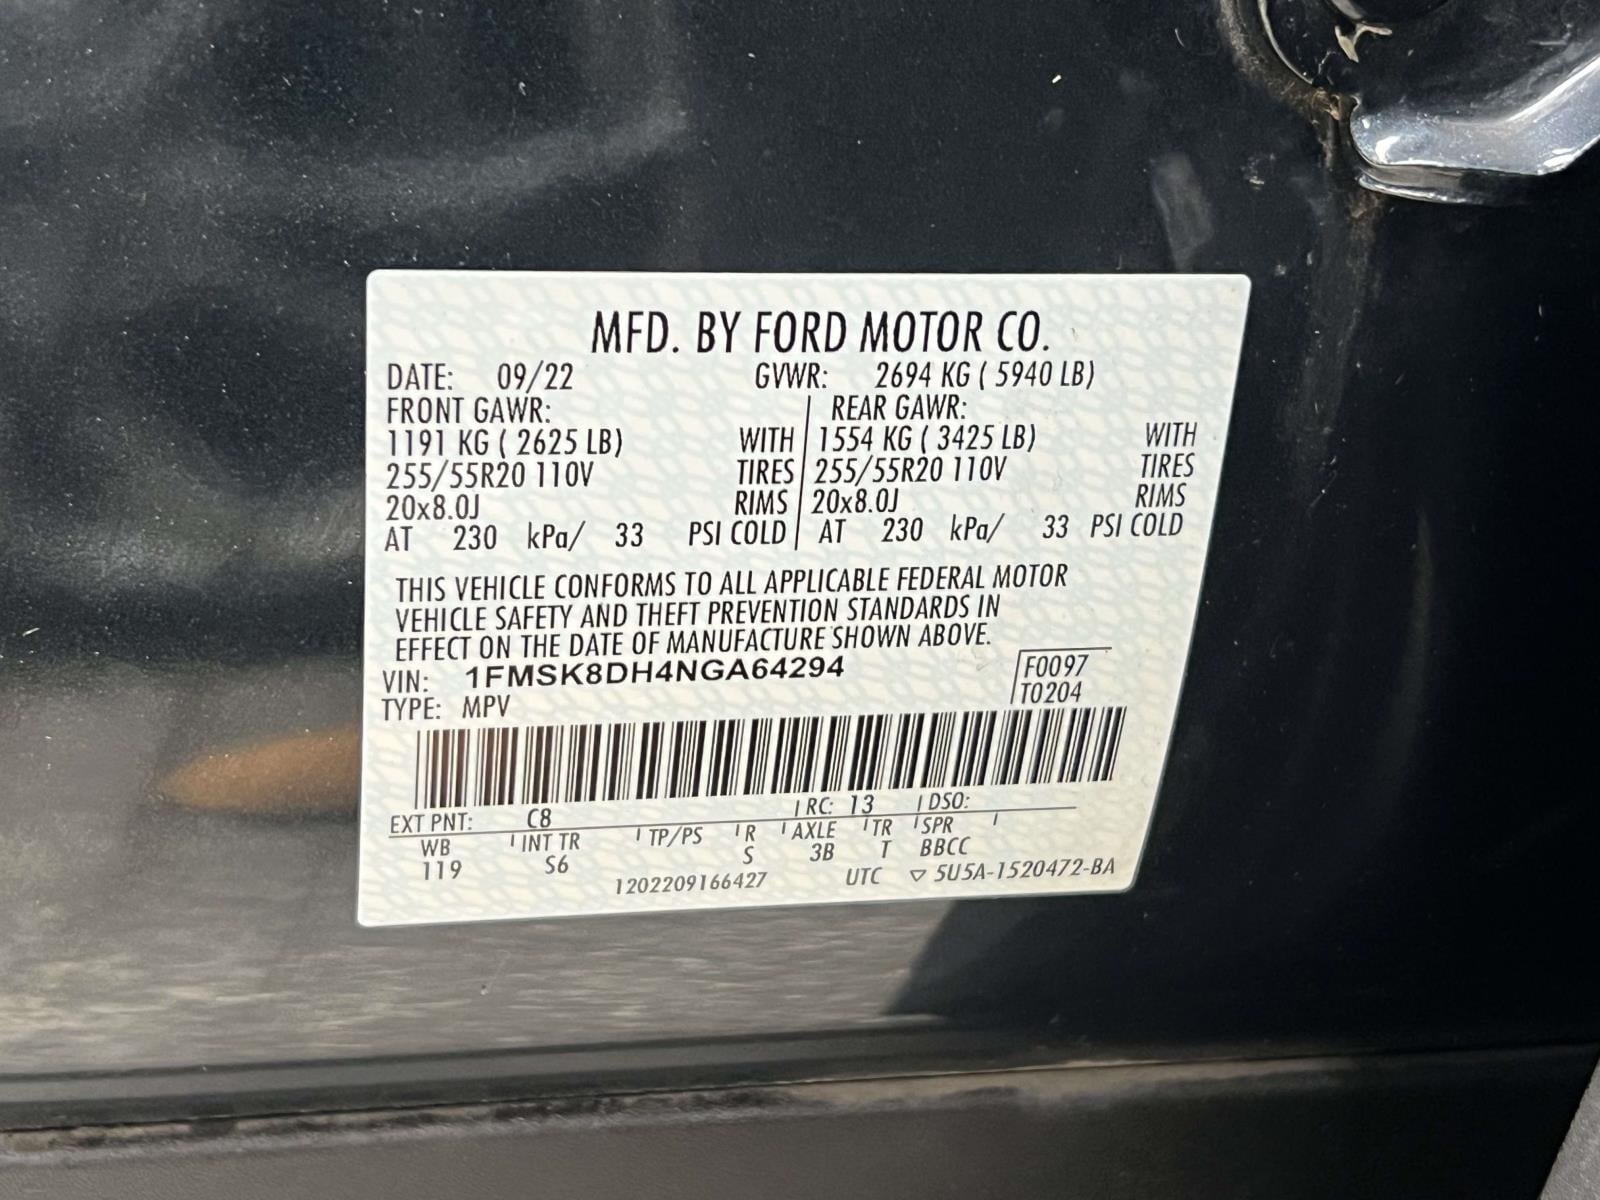 MFD. BY FORD MOTOR CO.
DATE: 09/22 GVWR: 2694 KG ( 5940 LB)
FRONT GAWR: REAR GAWR:
1191 KG ( 2625 LB) WITH 1554 KG ( 3425 LB) WITH
255/55R20 110V TIRES 255/55R20 110V TIRES
20x8.0J RIMS 20x8.0J RIMS
AT 230 kPa/ 33 PSI COLD AT 230 kPa/ 33 PSI COLD
THIS VEHICLE CONFORMS TO ALL APPLICABLE FEDERAL MOTOR
VEHICLE SAFETY AND THEFT PREVENTION STANDARDS IN
EFFECT ON THE DATE OF MANUFACTURE SHOWN ABOVE.
VIN: 1FMSK8DH4NGA64294 F0097
TYPE: MPV T0204
EXT PNT: C8 RC: 13 DSO:
WB INT TR TP/PS R AXLE TR SPR
119 S6 S 3B T BBCC
1202209166427 UTC ▽ 5U5A-1520472-BA